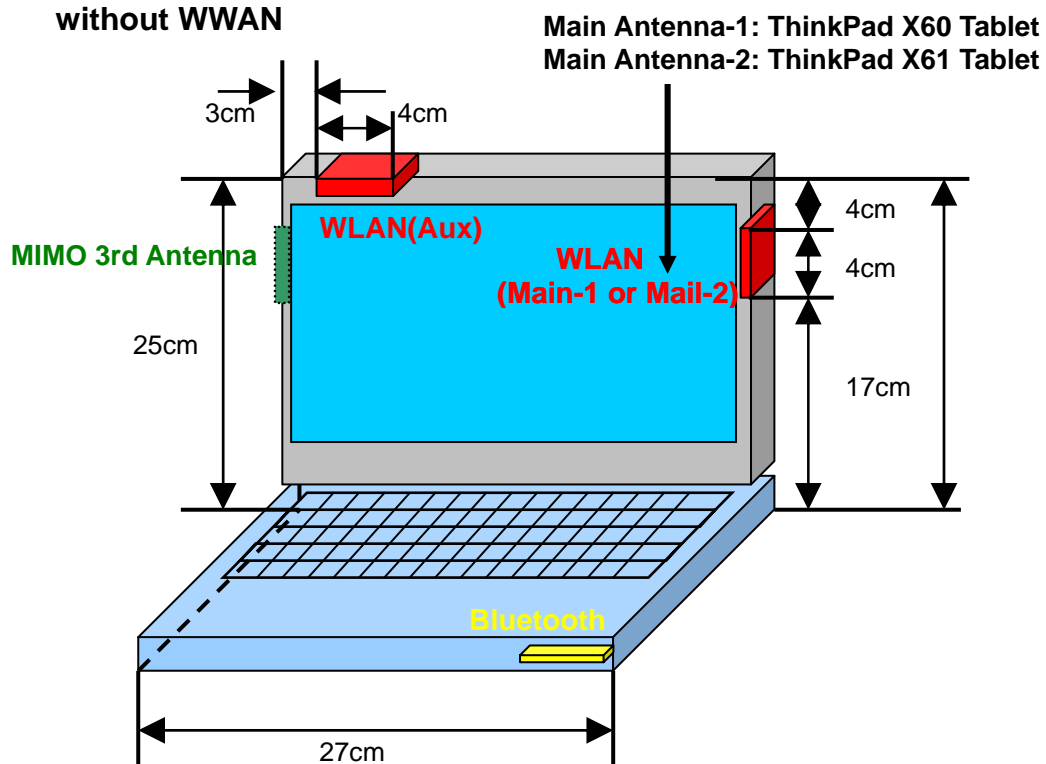 without WWAN
Main Antenna-1: ThinkPad X60 Tablet
Main Antenna-2: ThinkPad X61 Tablet
3cm
4cm
WLAN(Aux)
4cm
MIMO 3rd Antenna
WLAN
4cm
(Main-1 or Mail-2)
25cm
17cm
Bluetooth
27cm